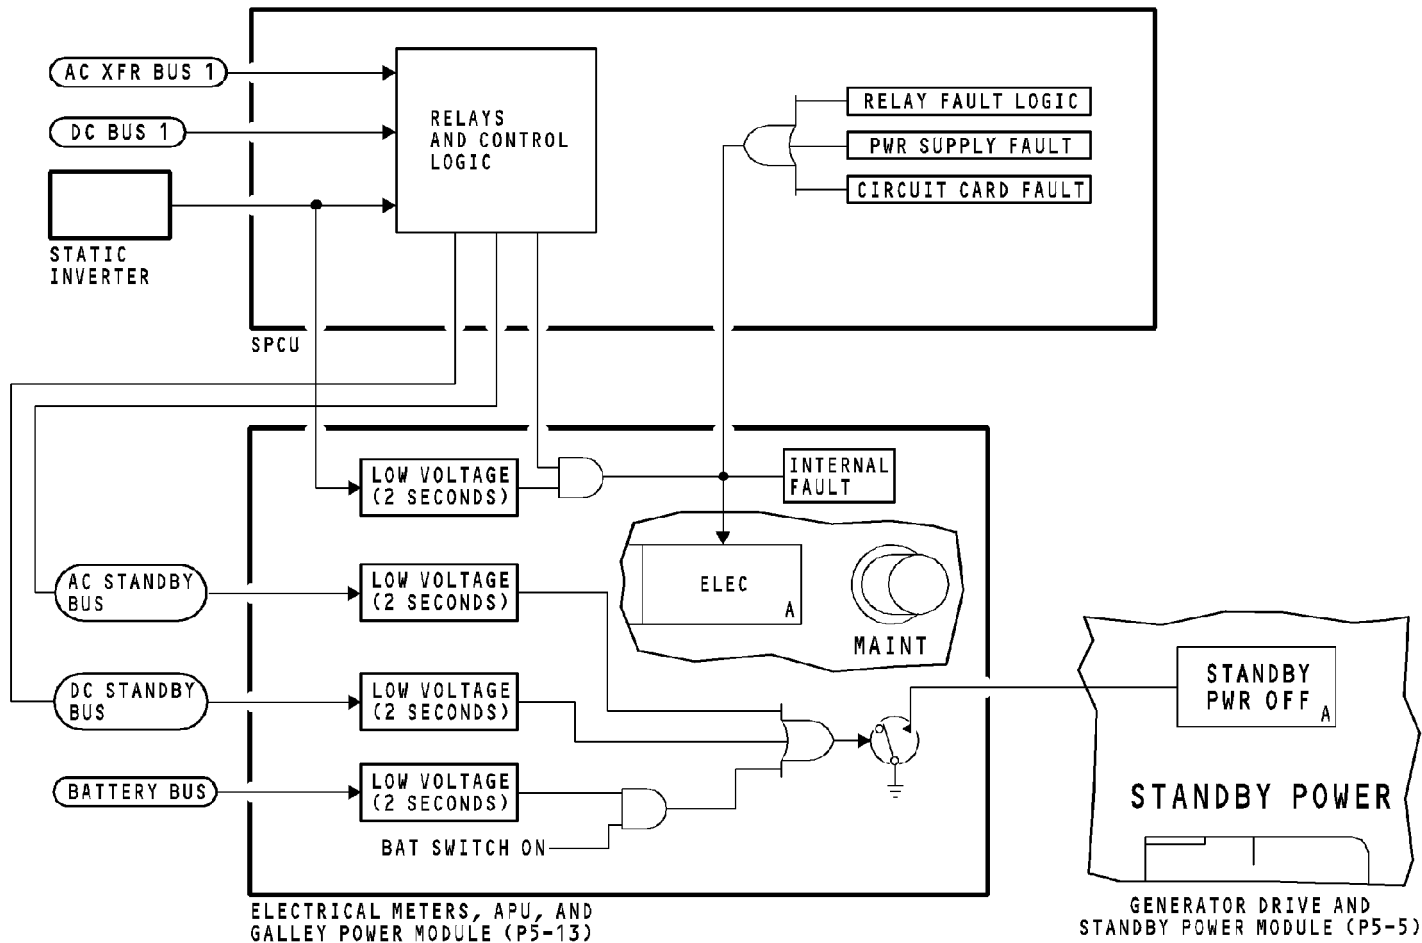 AC XFR BUS 1
DC BUS 1
STATIC
INVERTER
RELAYS
AND CONTROL
LOGIC
RELAY FAULT LOGIC
PWR SUPPLY FAULT
CIRCUIT CARD FAULT
SPCU
LOW VOLTAGE
(2 SECONDS)
INTERNAL
FAULT
AC STANDBY
BUS
LOW VOLTAGE
(2 SECONDS)
ELEC
A
MAINT
DC STANDBY
BUS
LOW VOLTAGE
(2 SECONDS)
STANDBY
PWR OFF
A
BATTERY BUS
LOW VOLTAGE
(2 SECONDS)
BAT SWITCH ON
STANDBY POWER
ELECTRICAL METERS, APU, AND
GALLEY POWER MODULE (P5-13)
GENERATOR DRIVE AND
STANDBY POWER MODULE (P5-5)